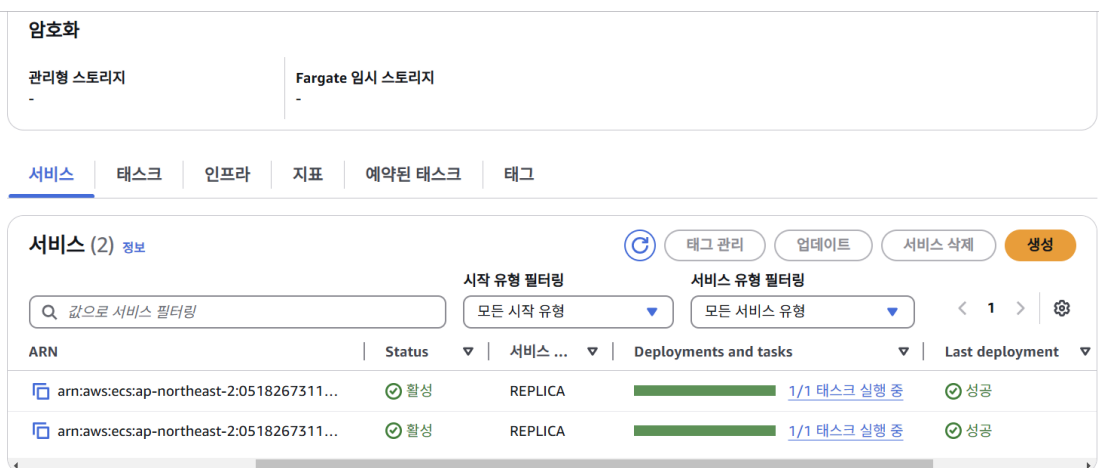 암호화
관리형 스토리지 Fargate 임시 스토리지
- -
서비스 태스크 인프라 지표 예약된 태스크 태그
서비스 (2) 정보 태그 관리 업데이트 서비스 삭제 생성
시작 유형 필터링 서비스 유형 필터링
값으로 서비스 필터링 모든 시작 유형 모든 서비스 유형 1
ARN Status 서비스 ... Deployments and tasks Last deployment
arn:aws:ecs:ap-northeast-2:0518267311... 활성 REPLICA 1/1 태스크 실행 중 성공
arn:aws:ecs:ap-northeast-2:0518267311... 활성 REPLICA 1/1 태스크 실행 중 성공